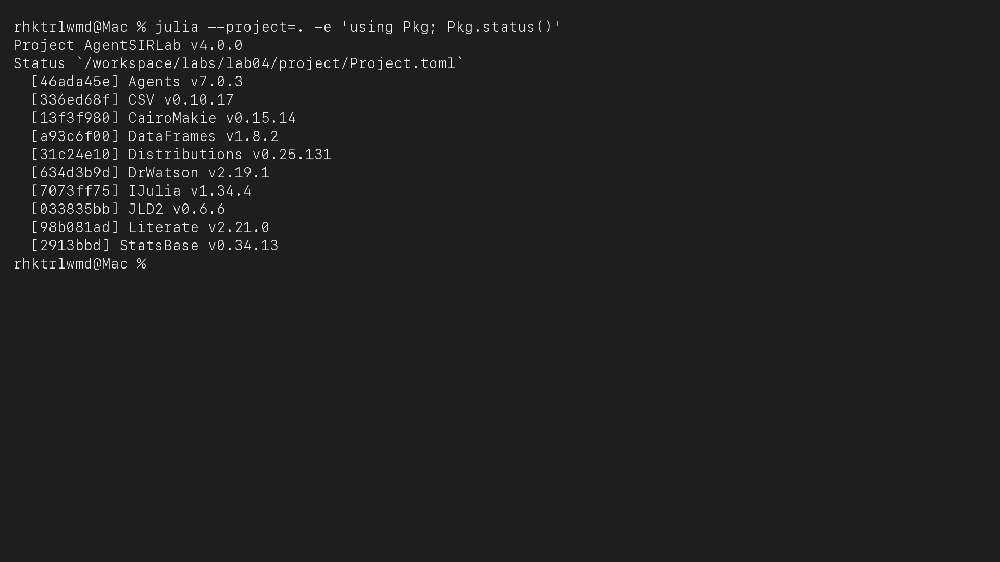 rhktrlwmd@Mac % julia --project=. -e 'using Pkg; Pkg.status()'
Project AgentSIRLab v4.0.0
Status `/workspace/labs/lab04/project/Project.toml`
  [46ada45e] Agents v7.0.3
  [336ed68f] CSV v0.10.17
  [13f3f980] CairoMakie v0.15.14
  [a93c6f00] DataFrames v1.8.2
  [31c24e10] Distributions v0.25.131
  [634d3b9d] DrWatson v2.19.1
  [7073ff75] IJulia v1.34.4
  [033835bb] JLD2 v0.6.6
  [98b081ad] Literate v2.21.0
  [2913bbd] StatsBase v0.34.13
rhktrlwmd@Mac %